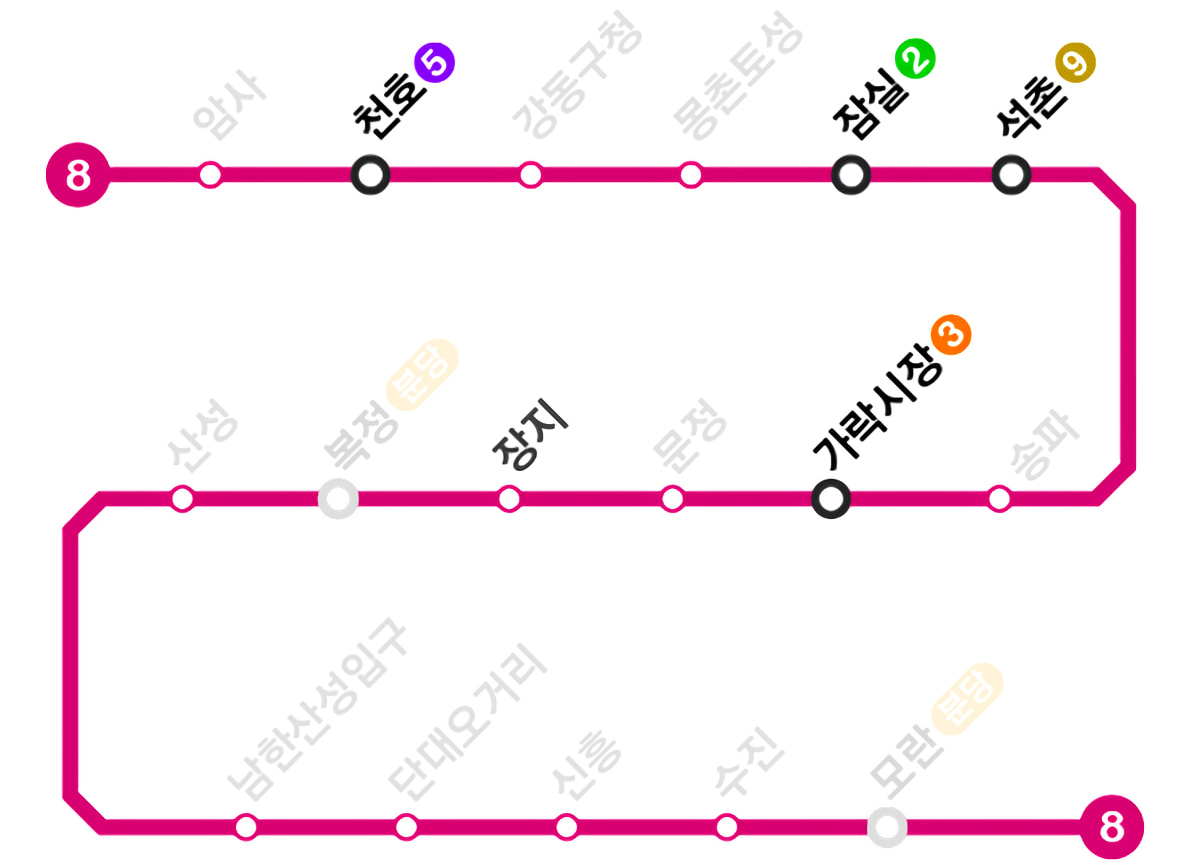 8
암사
천호 5
강동구청
몽촌토성
잠실 2
석촌 9
산성
복정 분당
장지
문정
가락시장 3
송파
남한산성입구
단대오거리
신흥
수진
모란 분당
8